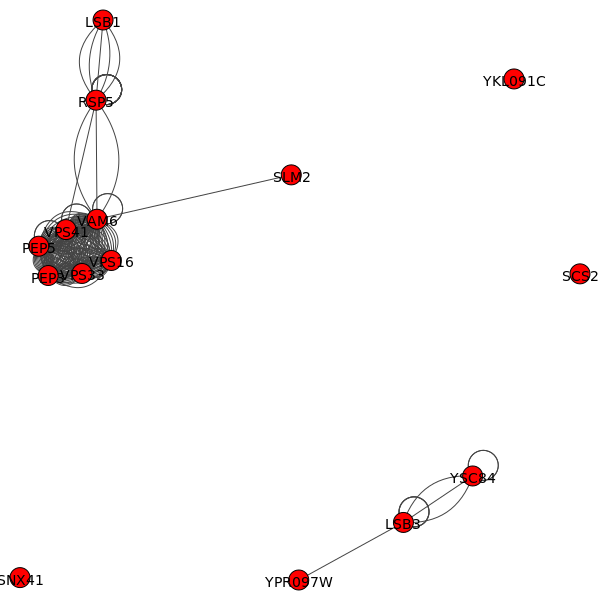 LSB1
YKL091C
RSP5
SLM2
VAM6
VPS41
PEP5
VPS16
PEP3
VPS33
SCS2
YSC84
LSB3
SNX41
YPR097W